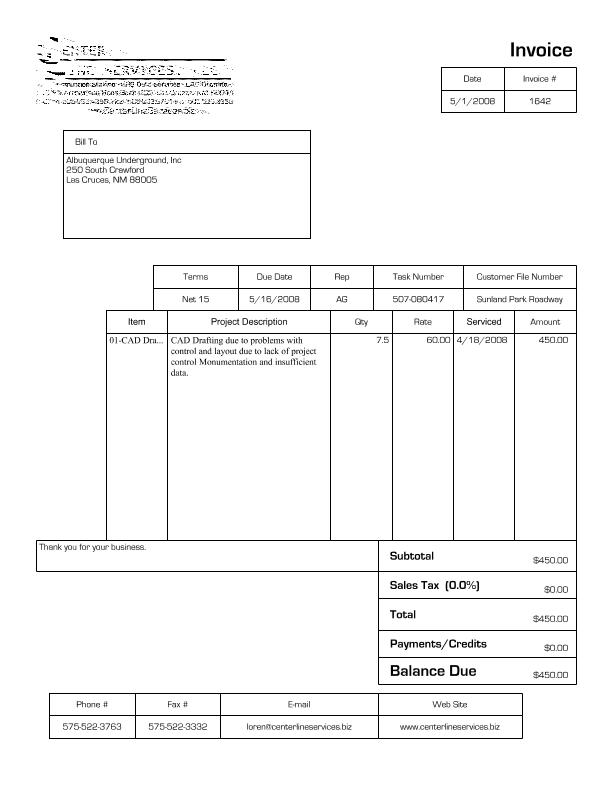 Invoice
Date Invoice #
5/1/2008 1642
Bill To
Albuquerque Underground, Inc
250 South Crawford
Las Cruces, NM 88005
Terms Due Date Rep Task Number Customer File Number
Net 15 5/16/2008 AG 507-080417 Sunland Park Roadway
Item Project Description Qty Rate Serviced Amount
01-CAD Dra... CAD Drafting due to problems with 7.5 60.00 4/18/2008 450.00
control and layout due to lack of project
control Monumentation and insufficient
data.
Thank you for your business.
Subtotal $450.00
Sales Tax (0.0%) $0.00
Total $450.00
Payments/Credits $0.00
Balance Due $450.00
Phone # Fax # E-mail Web Site
575-522-3763 575-522-3332 loren@centerlineservices.biz www.centerlineservices.biz